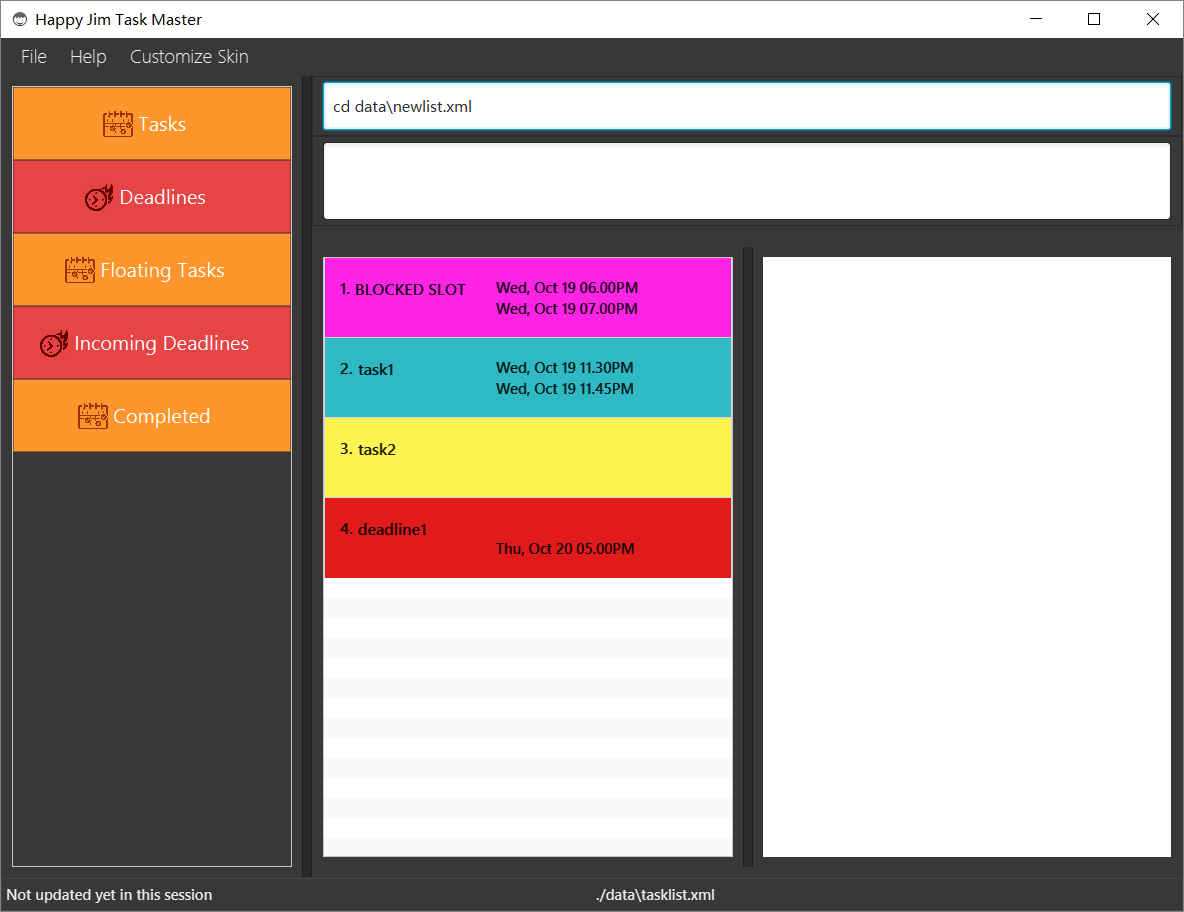 Happy Jim Task Master
File Help Customize Skin
Tasks
Deadlines
Floating Tasks
Incoming Deadlines
Completed
cd data\newlist.xml
1. BLOCKED SLOT
Wed, Oct 19 06.00PM
Wed, Oct 19 07.00PM
2. task1
Wed, Oct 19 11.30PM
Wed, Oct 19 11.45PM
3. task2
4. deadline1
Thu, Oct 20 05.00PM
Not updated yet in this session
./data\tasklist.xml